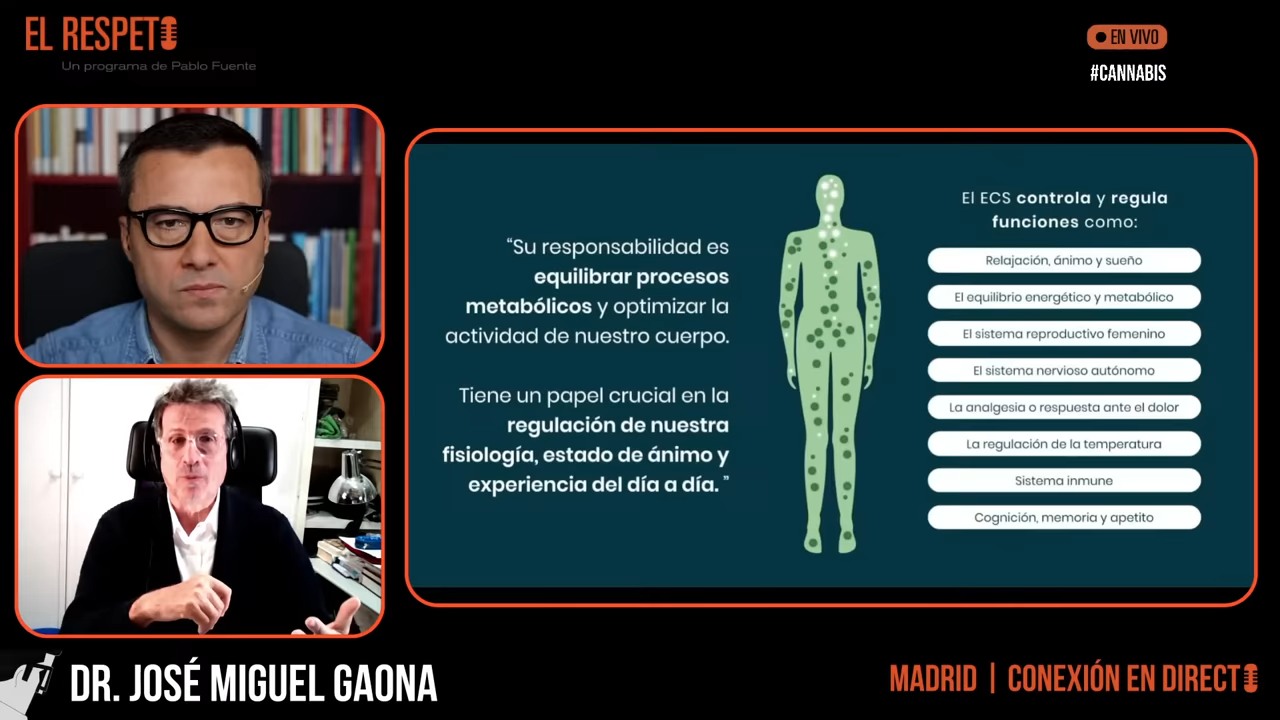 EL RESPETO
Un programa de Pablo Fuente
EN VIVO
#CANNABIS
“Su responsabilidad es
equilibrar procesos
metabólicos y optimizar la
actividad de nuestro cuerpo.
Tiene un papel crucial en la
regulación de nuestra
fisiología, estado de ánimo y
experiencia del día a día. ”
El ECS controla y regula
funciones como:
Relajación, ánimo y sueño
El equilibrio energético y metabólico
El sistema reproductivo femenino
El sistema nervioso autónomo
La analgesia o respuesta ante el dolor
La regulación de la temperatura
Sistema inmune
Cognición, memoria y apetito
DR. JOSÉ MIGUEL GAONA
MADRID | CONEXIÓN EN DIRECTO